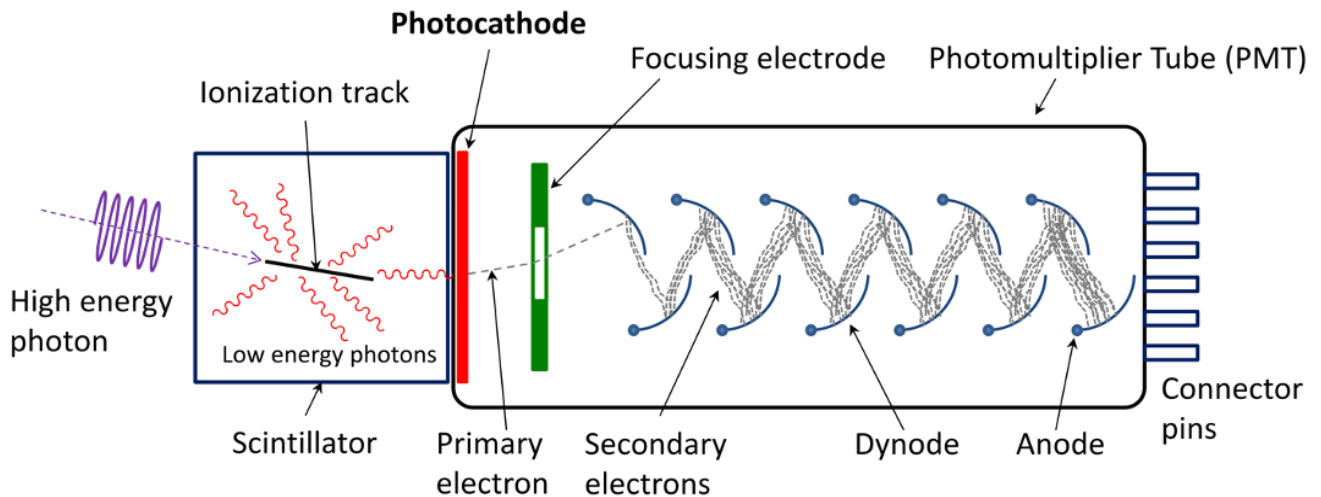 Photocathode
Focusing electrode
Photomultiplier Tube (PMT)
Ionization track
High energy
photon
Low energy photons
Scintillator
Primary
electron
Secondary
electrons
Dynode
Anode
Connector
pins